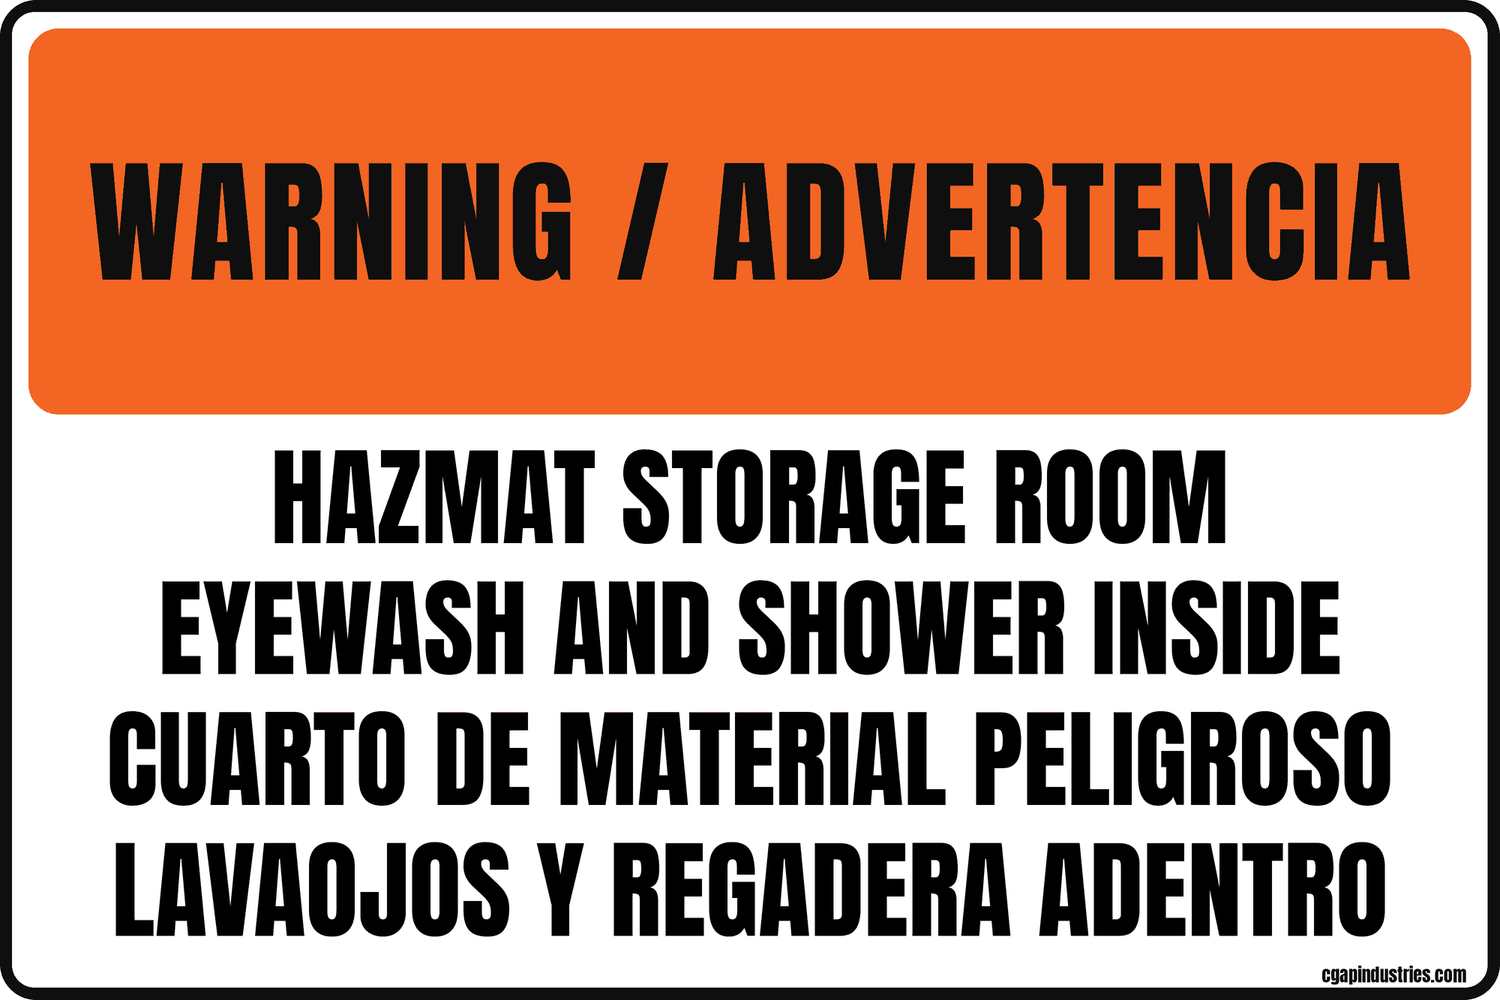 WARNING / ADVERTENCIA
HAZMAT STORAGE ROOM
EYEWASH AND SHOWER INSIDE
CUARTO DE MATERIAL PELIGROSO
LAVAOJOS Y REGADERA ADENTRO
cgapindustries.com